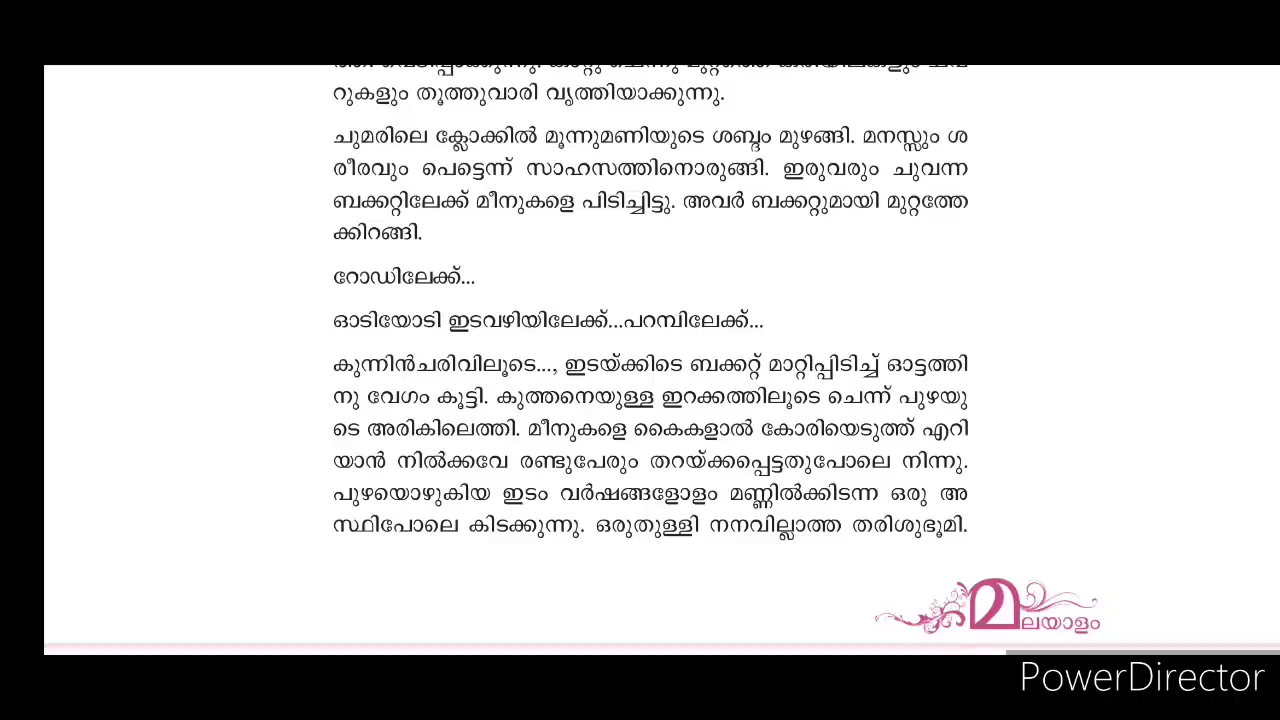 റുകളും തൂത്തുവാരി വൃത്തിയാക്കുന്നു.
ചുമരിലെ ക്ലോക്കിൽ മൂന്നുമണിയുടെ ശബ്ദം മുഴങ്ങി. മനസ്സും ശ
രീരവും പെട്ടെന്ന് സാഹസത്തിനൊരുങ്ങി. ഇരുവരും ചുവന്ന
ബക്കറ്റിലേക്ക് മീനുകളെ പിടിച്ചിട്ടു. അവർ ബക്കറ്റുമായി മുറ്റത്തേ
ക്കിറങ്ങി.
റോഡിലേക്ക്...
ഓടിയോടി ഇടവഴിയിലേക്ക്...പറമ്പിലേക്ക്...
കുന്നിൻചരിവിലൂടെ..., ഇടയ്ക്കിടെ ബക്കറ്റ് മാറ്റിപ്പിടിച്ച് ഓട്ടത്തി
നു വേഗം കൂട്ടി. കുത്തനെയുള്ള ഇറക്കത്തിലൂടെ ചെന്ന് പുഴയു
ടെ അരികിലെത്തി. മീനുകളെ കൈകളാൽ കോരിയെടുത്ത് എറി
യാൻ നിൽക്കവേ രണ്ടുപേരും തറയ്ക്കപ്പെട്ടതുപോലെ നിന്നു.
പുഴയൊഴുകിയ ഇടം വർഷങ്ങളോളം മണ്ണിൽക്കിടന്ന ഒരു അ
സ്ഥിപോലെ കിടക്കുന്നു. ഒരുതുള്ളി നനവില്ലാത്ത തരിശുഭൂമി.
മലയാളം
PowerDirector